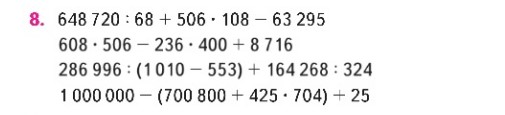 8. 648 720 : 68 + 506 · 108 − 63 295
608 · 506 − 236 · 400 + 8 716
286 996 : (1 010 − 553) + 164 268 : 324
1 000 000 − (700 800 + 425 · 704) + 25